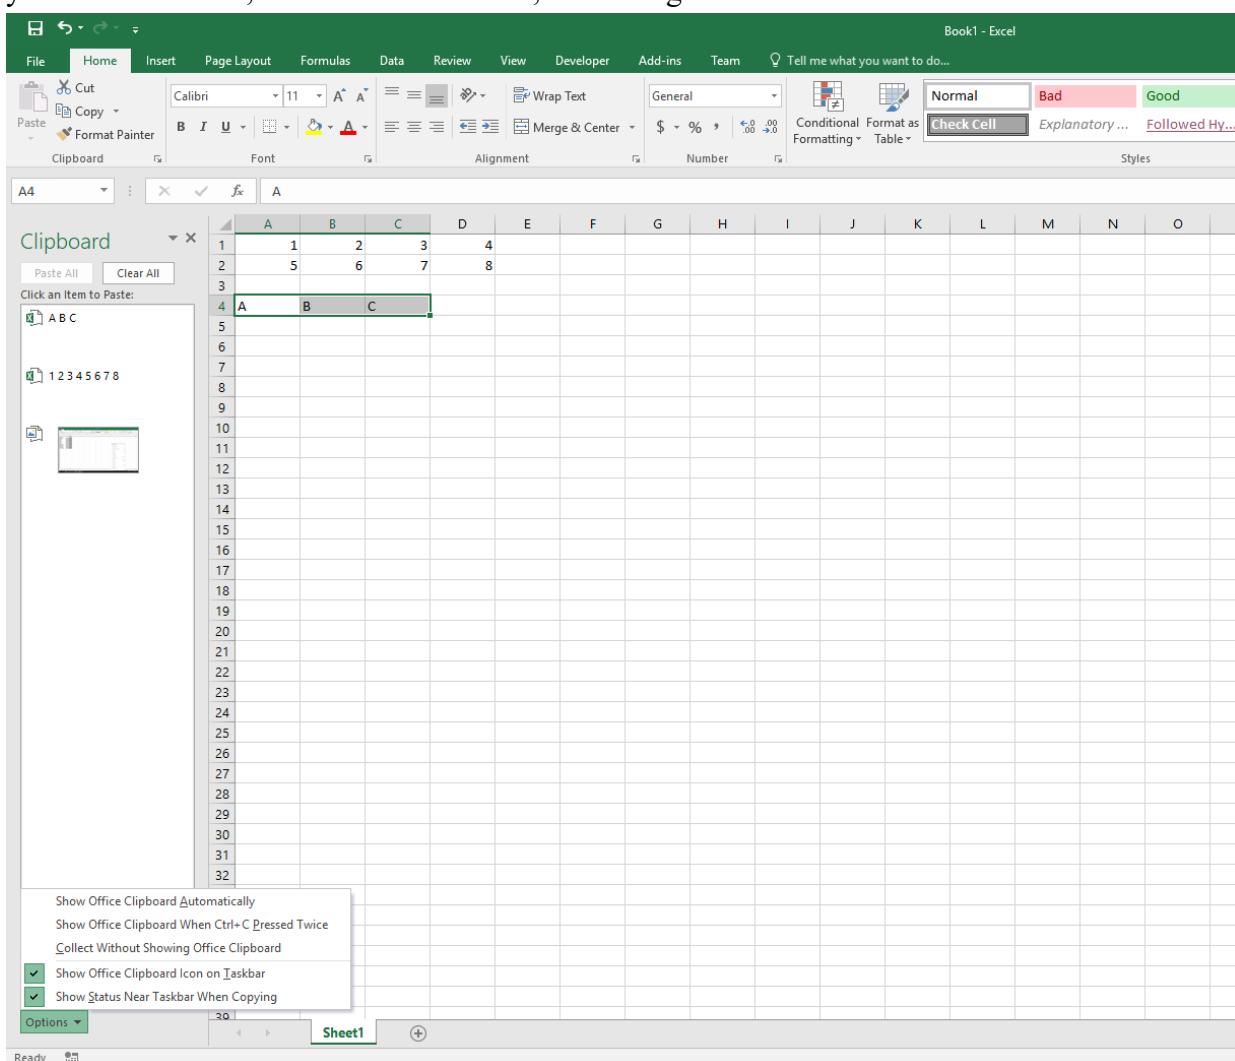 Book1 - Excel
File Home Insert Page Layout Formulas Data Review View Developer Add-ins Team Tell me what you want to do...
Cut
Copy
Format Painter
Paste
Clipboard
Calibri 11 A A
B I U A
Font
Wrap Text
Merge & Center
Alignment
General
$ % , .0 .00 .00 .0
Number
Conditional Formatting
Format as Table
Normal Bad Good
Check Cell Explanatory ... Followed Hy...
Styles
A4 fx A
Clipboard
Paste All Clear All
Click an Item to Paste:
A B C
1 2 3 4 5 6 7 8
A B C D E F G H I J K L M N O
1 1 2 3 4
2 5 6 7 8
3
4 A B C
5
6
7
8
9
10
11
12
13
14
15
16
17
18
19
20
21
22
23
24
25
26
27
28
29
30
31
32
39
Show Office Clipboard Automatically
Show Office Clipboard When Ctrl+C Pressed Twice
Collect Without Showing Office Clipboard
Show Office Clipboard Icon on Taskbar
Show Status Near Taskbar When Copying
Options
Sheet1
Ready